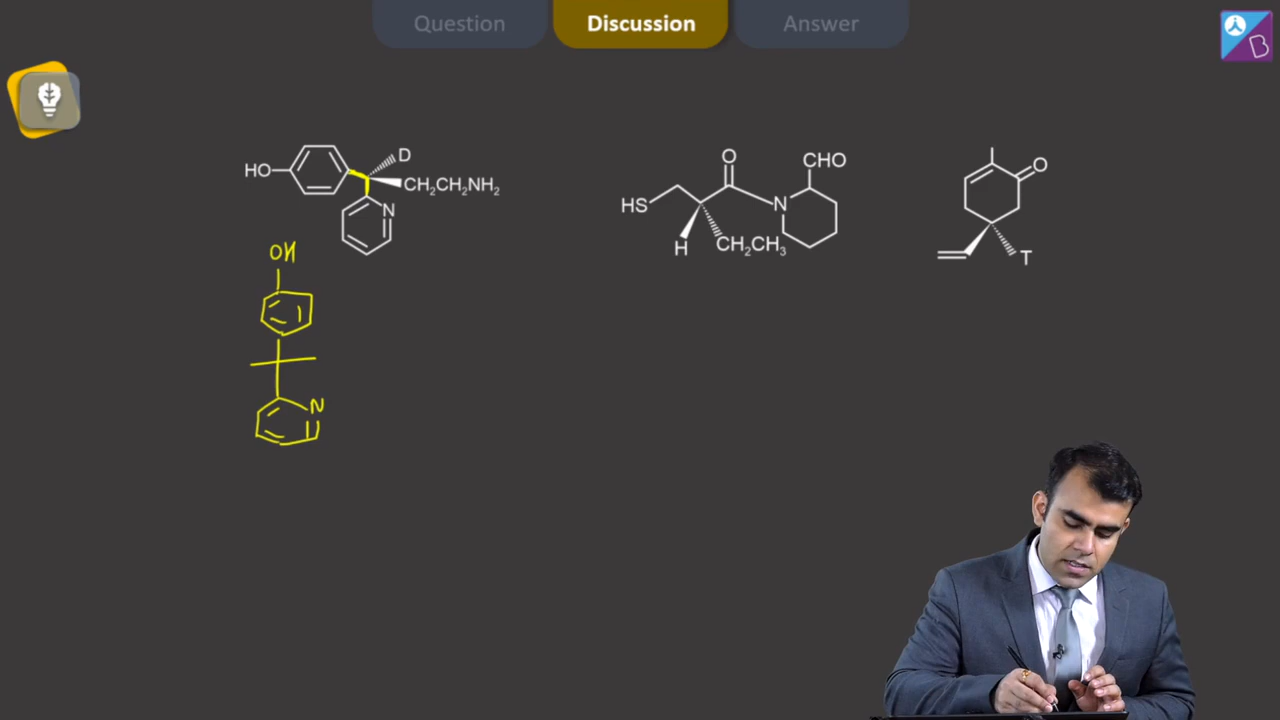 Question Discussion Answer
HO D CH₂CH₂NH₂ N
O CHO HS N H CH₂CH₃
O T
OH
N